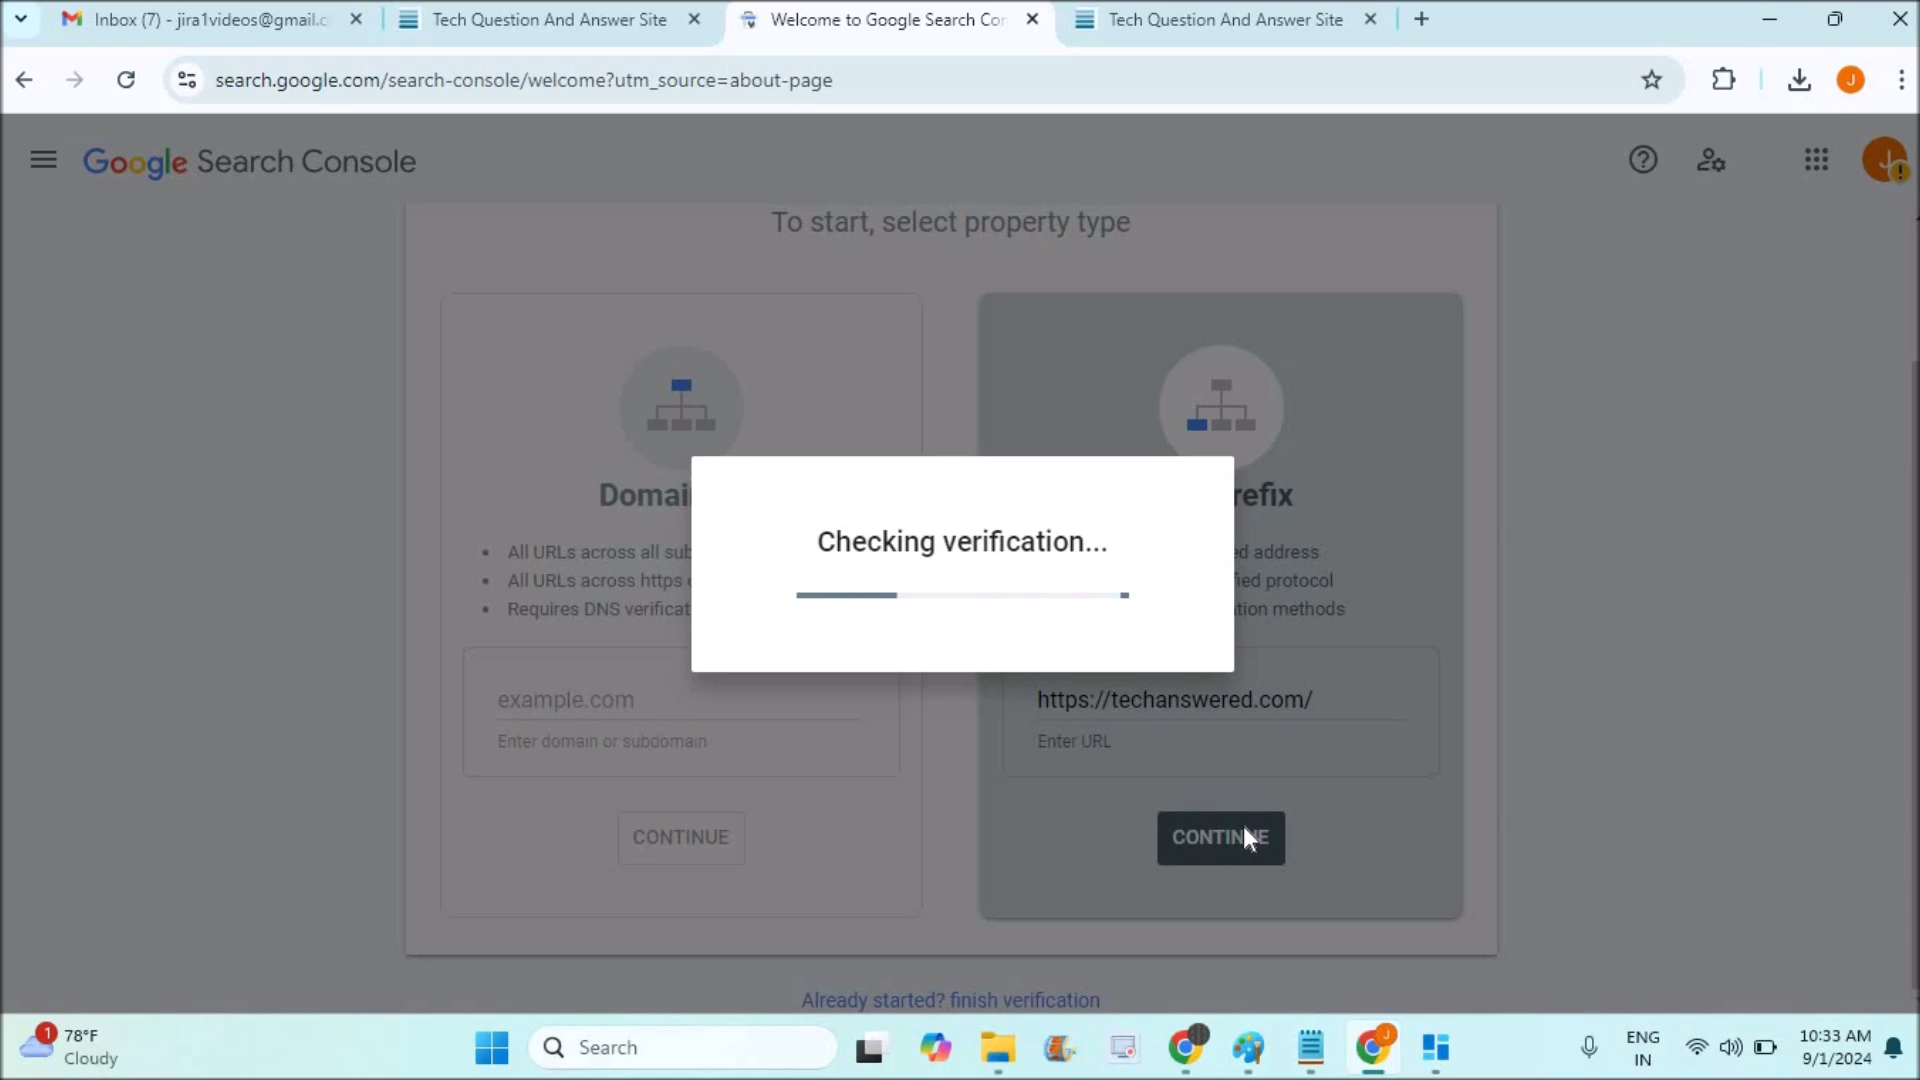 Inbox (7) - jira1videos@gmail.c
Tech Question And Answer Site
Welcome to Google Search Con
Tech Question And Answer Site
search.google.com/search-console/welcome?utm_source=about-page
J
Google Search Console
J
To start, select property type
Domai
refix
All URLs across all sub
All URLs across https
Requires DNS verificat
ed address
fied protocol
tion methods
Checking verification...
example.com
Enter domain or subdomain
https://techanswered.com/
Enter URL
CONTINUE
CONTINUE
Already started? finish verification
1
78°F
Cloudy
Search
J
ENG
IN
10:33 AM
9/1/2024